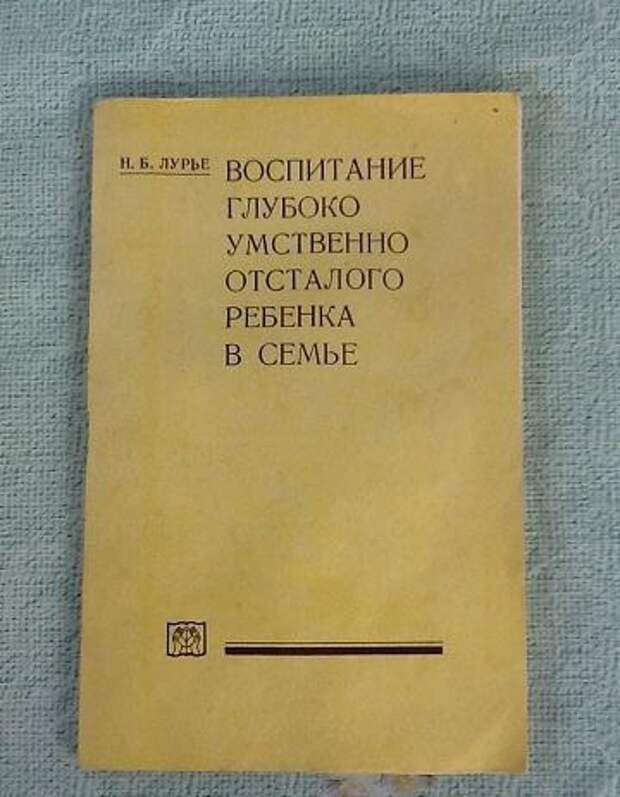 Н. Б. ЛУРЬЕ
ВОСПИТАНИЕ
ГЛУБОКО
УМСТВЕННО
ОТСТАЛОГО
РЕБЕНКА
В СЕМЬЕ